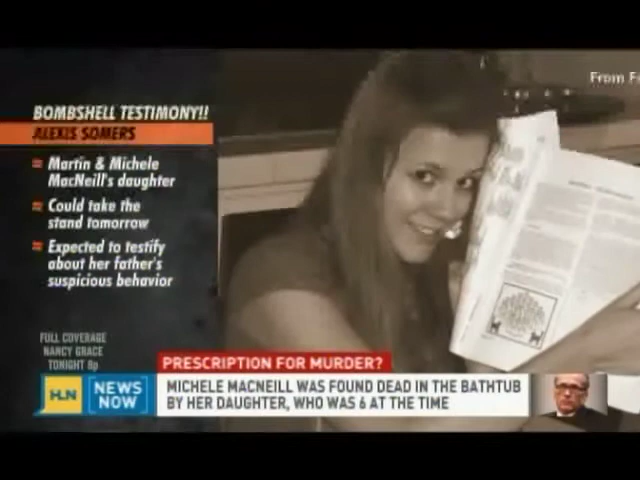 From F
BOMBSHELL TESTIMONY!!
ALEXIS SOMERS
= Martin & Michele
MacNeill's daughter
= Could take the
stand tomorrow
= Expected to testify
about her father's
suspicious behavior
FULL COVERAGE
NANCY GRACE
TONIGHT 8p
PRESCRIPTION FOR MURDER?
HLN
NEWS
NOW
MICHELE MACNEILL WAS FOUND DEAD IN THE BATHTUB
BY HER DAUGHTER, WHO WAS 6 AT THE TIME